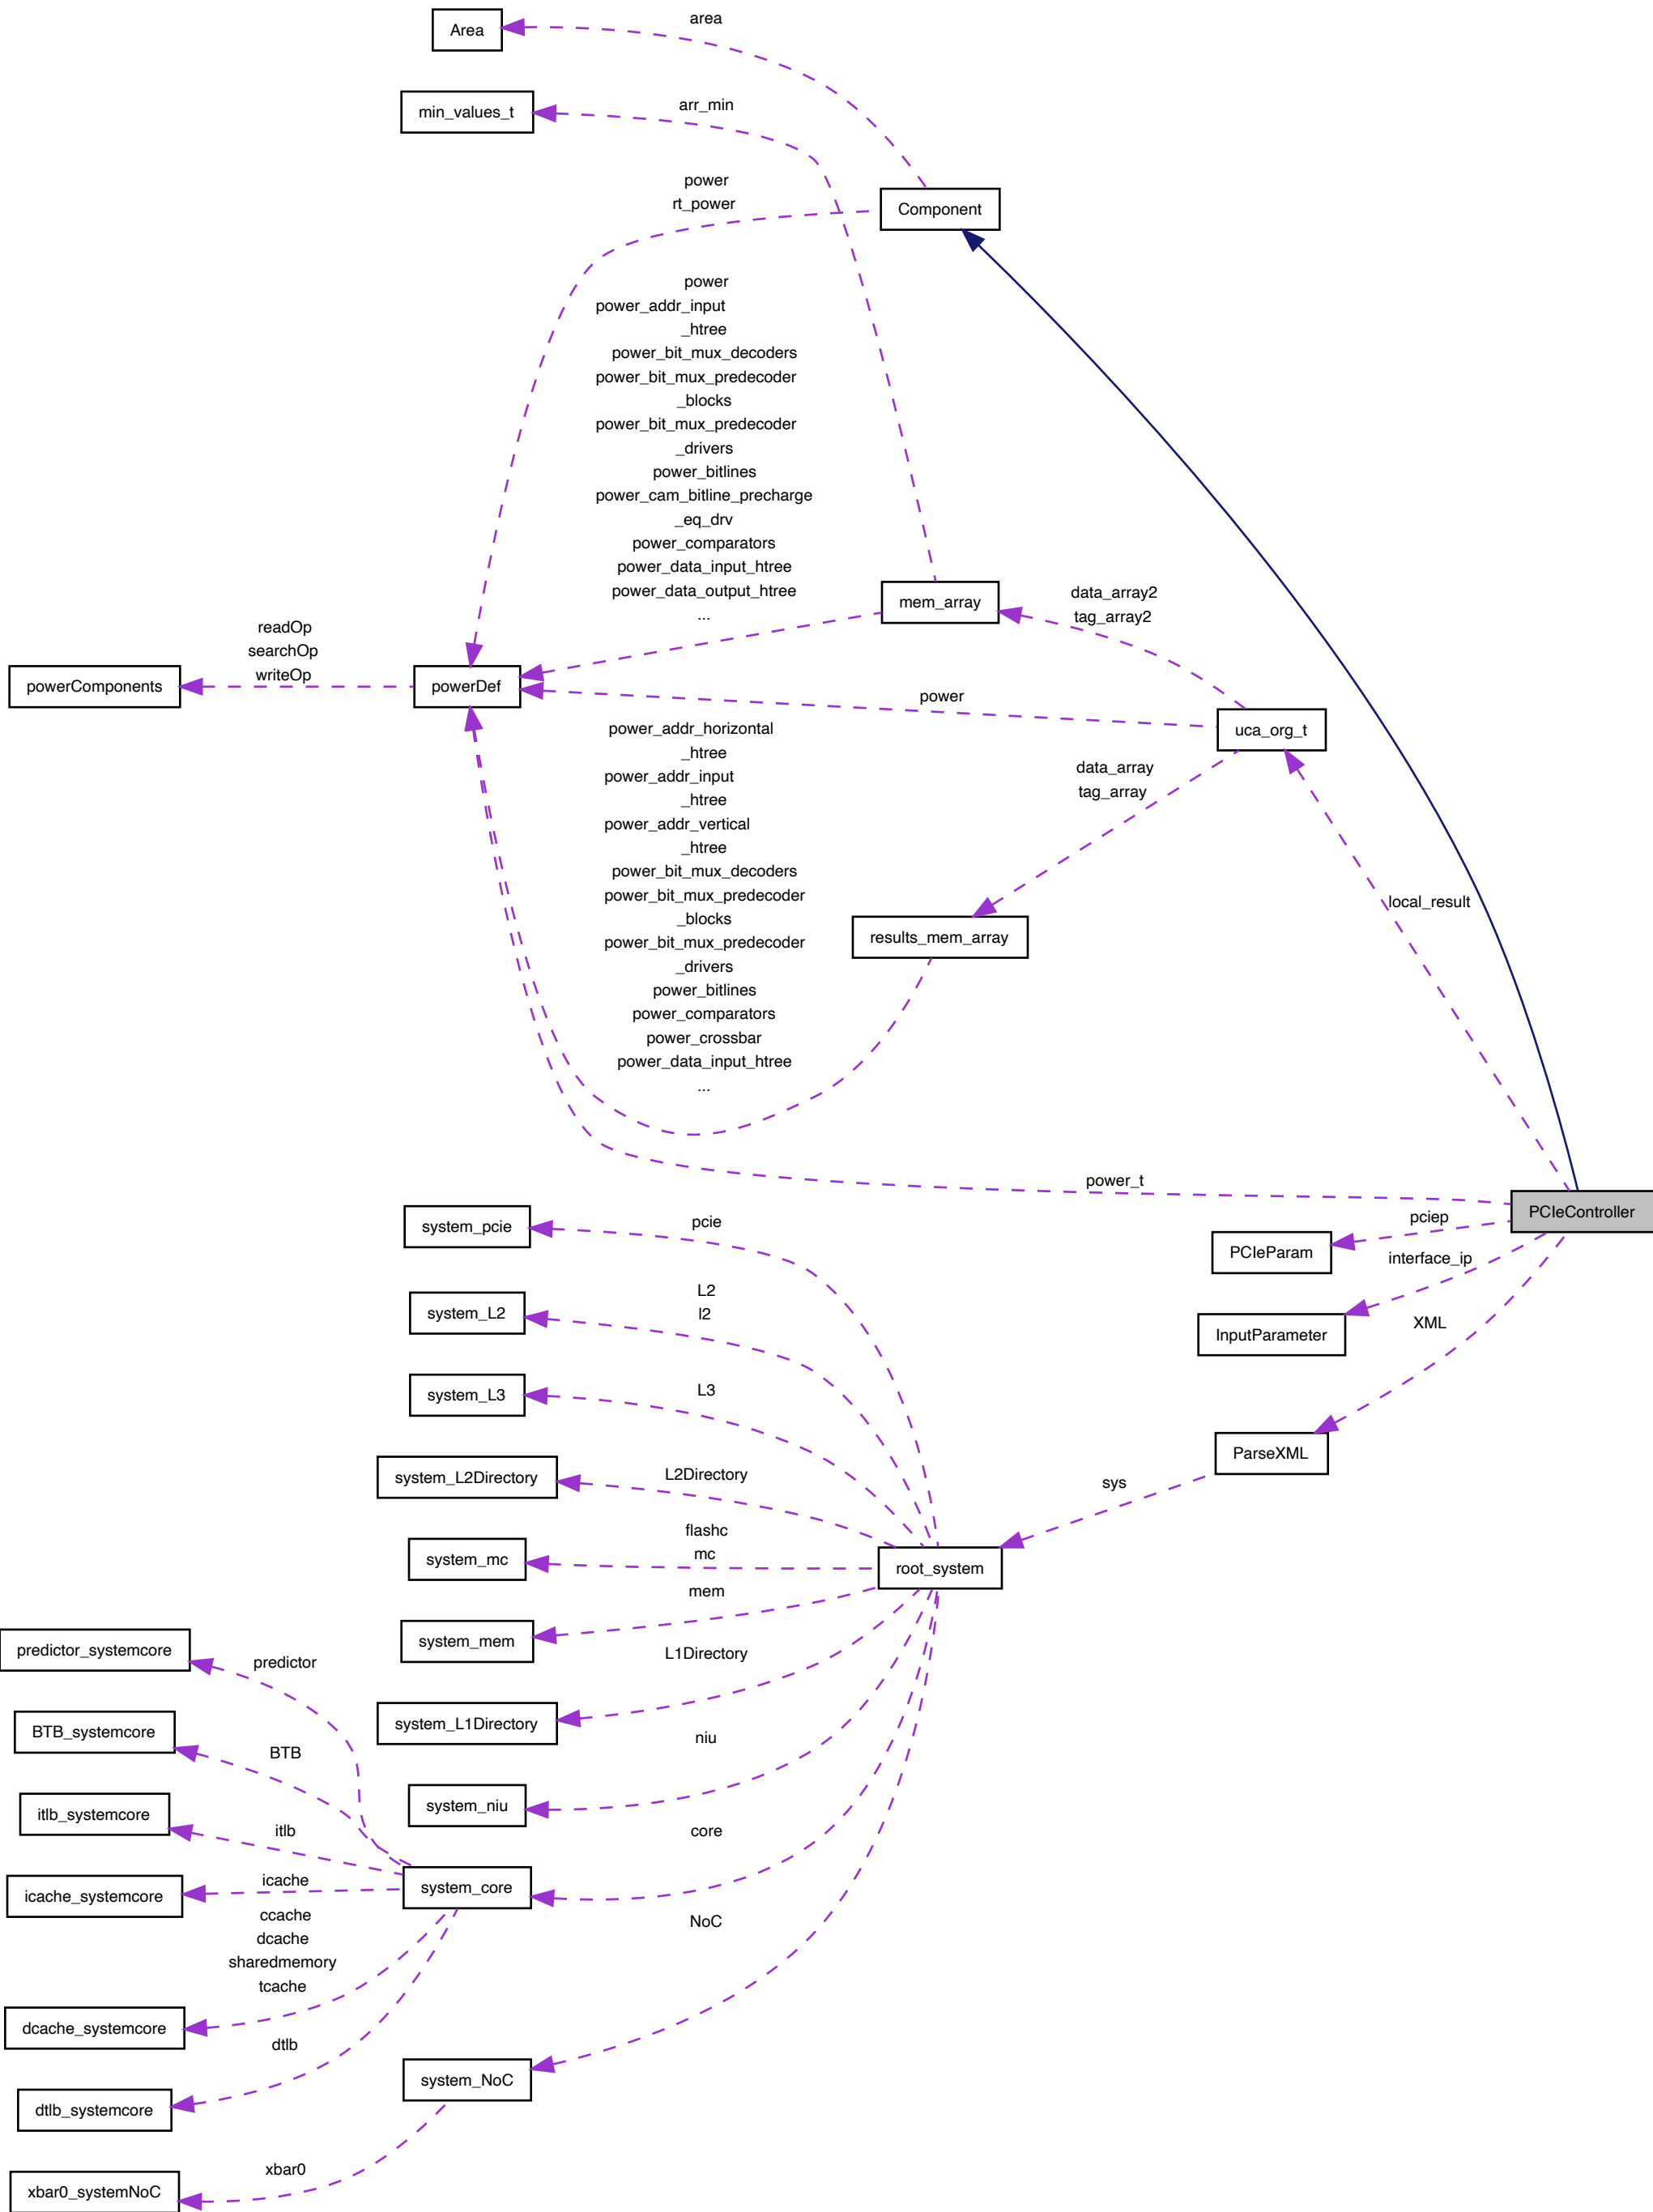 area
Area
arr_min
min_values_t
power
rt_power
Component
power
power_addr_input
_htree
power_bit_mux_decoders
power_bit_mux_predecoder
_blocks
power_bit_mux_predecoder
_drivers
power_bitlines
power_cam_bitline_precharge
_eq_drv
power_comparators
power_data_input_htree
power_data_output_htree
...
mem_array
data_array2
tag_array2
readOp
searchOp
writeOp
powerComponents
powerDef
power
uca_org_t
power_addr_horizontal
_htree
power_addr_input
_htree
power_addr_vertical
_htree
power_bit_mux_decoders
power_bit_mux_predecoder
_blocks
power_bit_mux_predecoder
_drivers
power_bitlines
power_comparators
power_crossbar
power_data_input_htree
...
data_array
tag_array
results_mem_array
local_result
power_t
PCIeController
pciep
PCIeParam
interface_ip
InputParameter
XML
ParseXML
sys
root_system
pcie
system_pcie
L2
l2
system_L2
L3
system_L3
L2Directory
system_L2Directory
flashc
mc
system_mc
mem
system_mem
L1Directory
system_L1Directory
niu
system_niu
core
system_core
NoC
system_NoC
predictor
predictor_systemcore
BTB
BTB_systemcore
itlb
itlb_systemcore
icache
icache_systemcore
ccache
dcache
sharedmemory
tcache
dcache_systemcore
dtlb
dtlb_systemcore
xbar0
xbar0_systemNoC